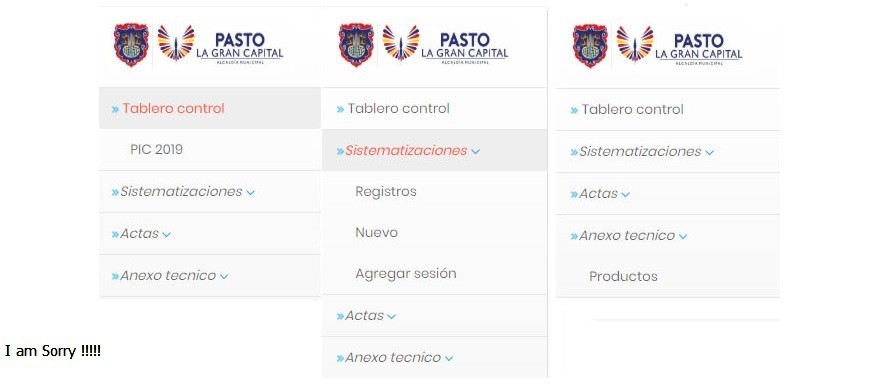 PASTO
LA GRAN CAPITAL
ALCALDÍA MUNICIPAL
» Tablero control
PIC 2019
»Sistematizaciones
»Actas
»Anexo tecnico
PASTO
LA GRAN CAPITAL
ALCALDÍA MUNICIPAL
» Tablero control
»Sistematizaciones
Registros
Nuevo
Agregar sesión
»Actas
»Anexo tecnico
PASTO
LA GRAN CAPITAL
ALCALDÍA MUNICIPAL
» Tablero control
»Sistematizaciones
»Actas
»Anexo tecnico
Productos
I am Sorry !!!!!